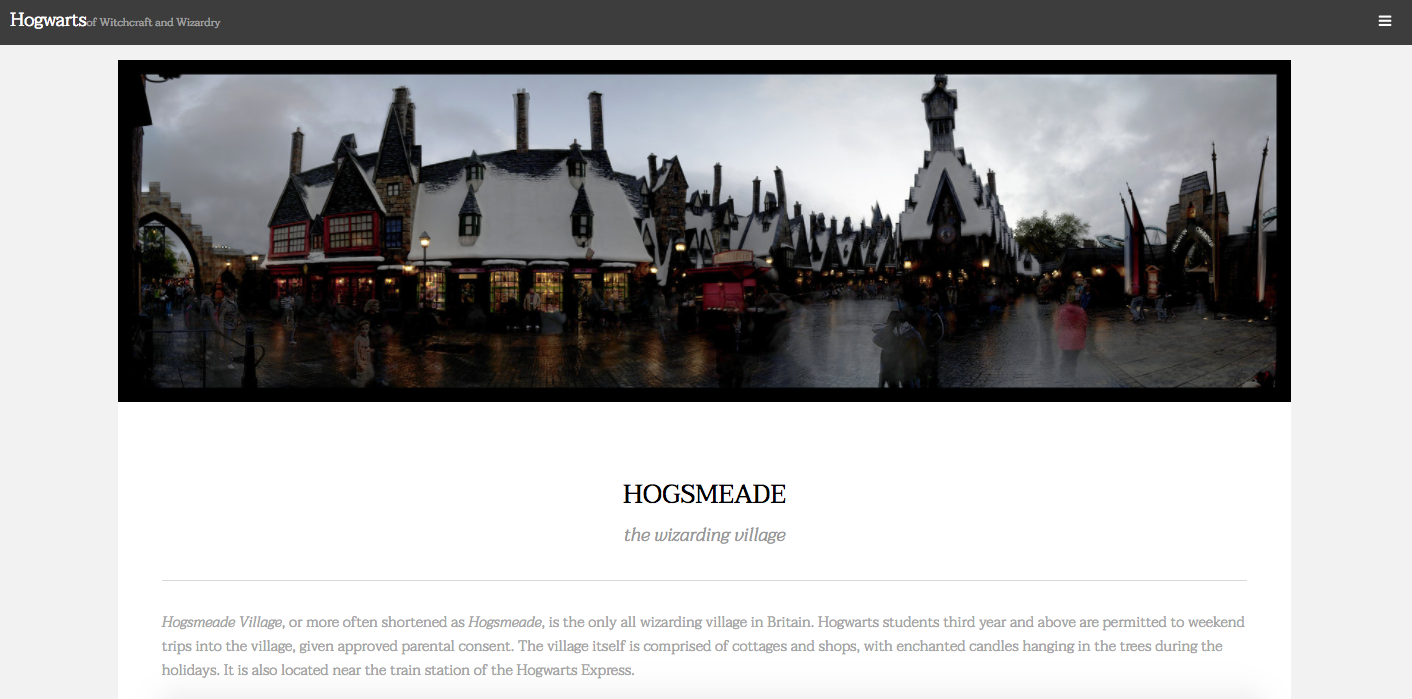 Hogwarts of Witchcraft and Wizardry
HOGSMEADE
the wizarding village
Hogsmeade Village, or more often shortened as Hogsmeade, is the only all wizarding village in Britain. Hogwarts students third year and above are permitted to weekend
trips into the village, given approved parental consent. The village itself is comprised of cottages and shops, with enchanted candles hanging in the trees during the
holidays. It is also located near the train station of the Hogwarts Express.